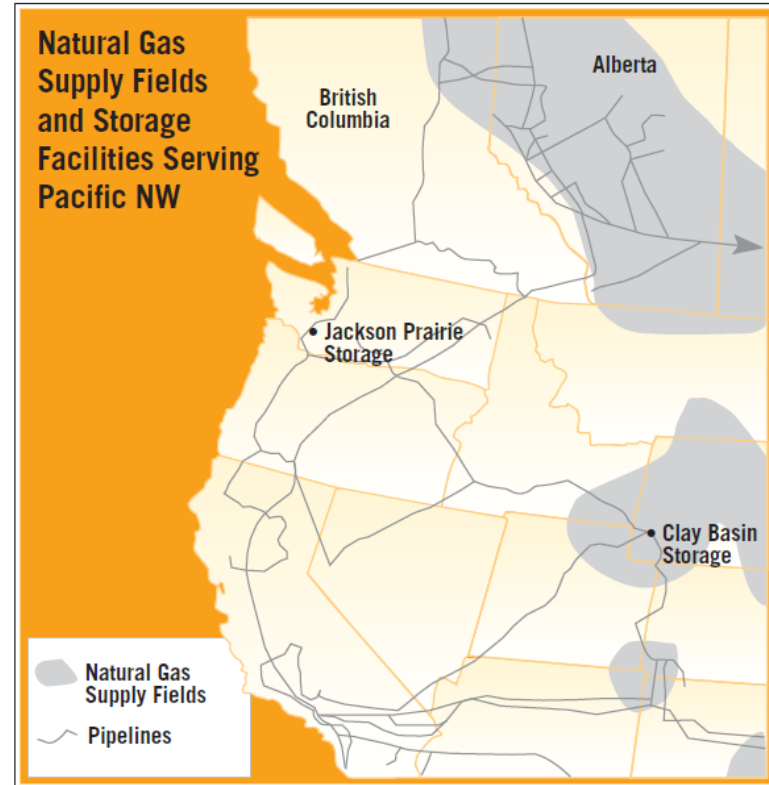 Natural Gas
Supply Fields
and Storage
Facilities Serving
Pacific NW
British
Columbia
Alberta
Jackson Prairie
Storage
Clay Basin
Storage
Natural Gas
Supply Fields
Pipelines